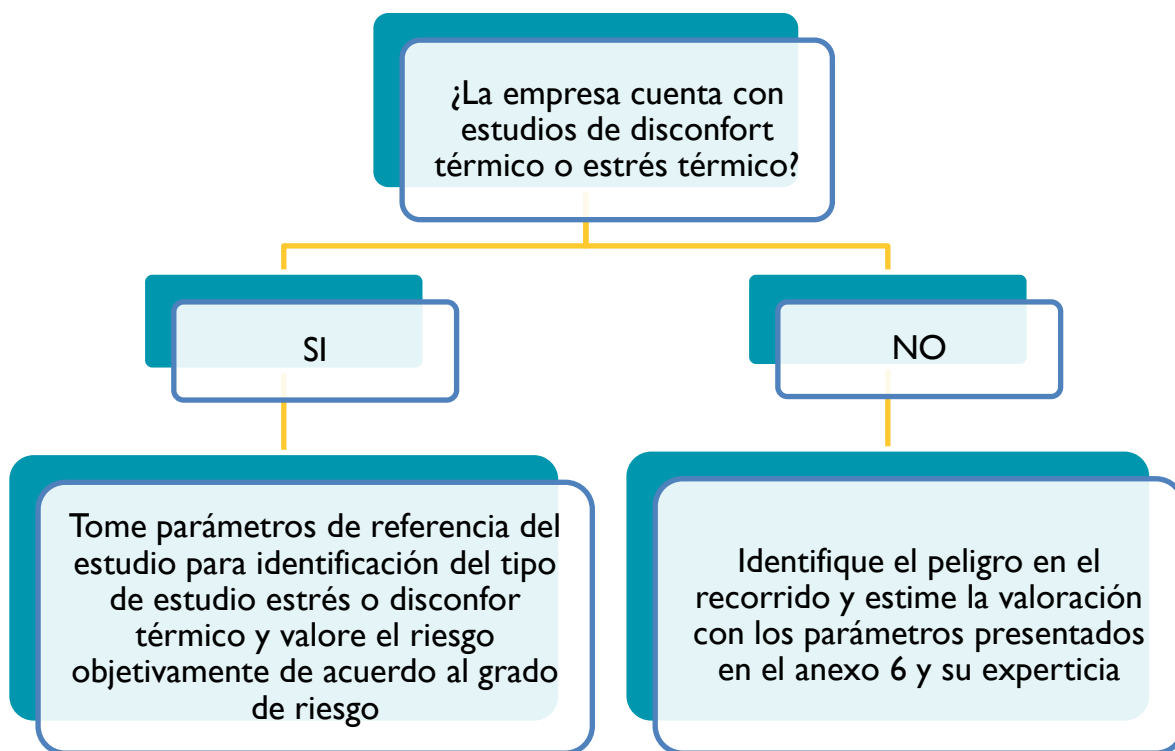 ¿La empresa cuenta con
estudios de disconfort
térmico o estrés térmico?
SI
NO
Tome parámetros de referencia del
estudio para identificación del tipo
de estudio estrés o disconfor
térmico y valore el riesgo
objetivamente de acuerdo al grado
de riesgo
Identifique el peligro en el
recorrido y estime la valoración
con los parámetros presentados
en el anexo 6 y su experticia